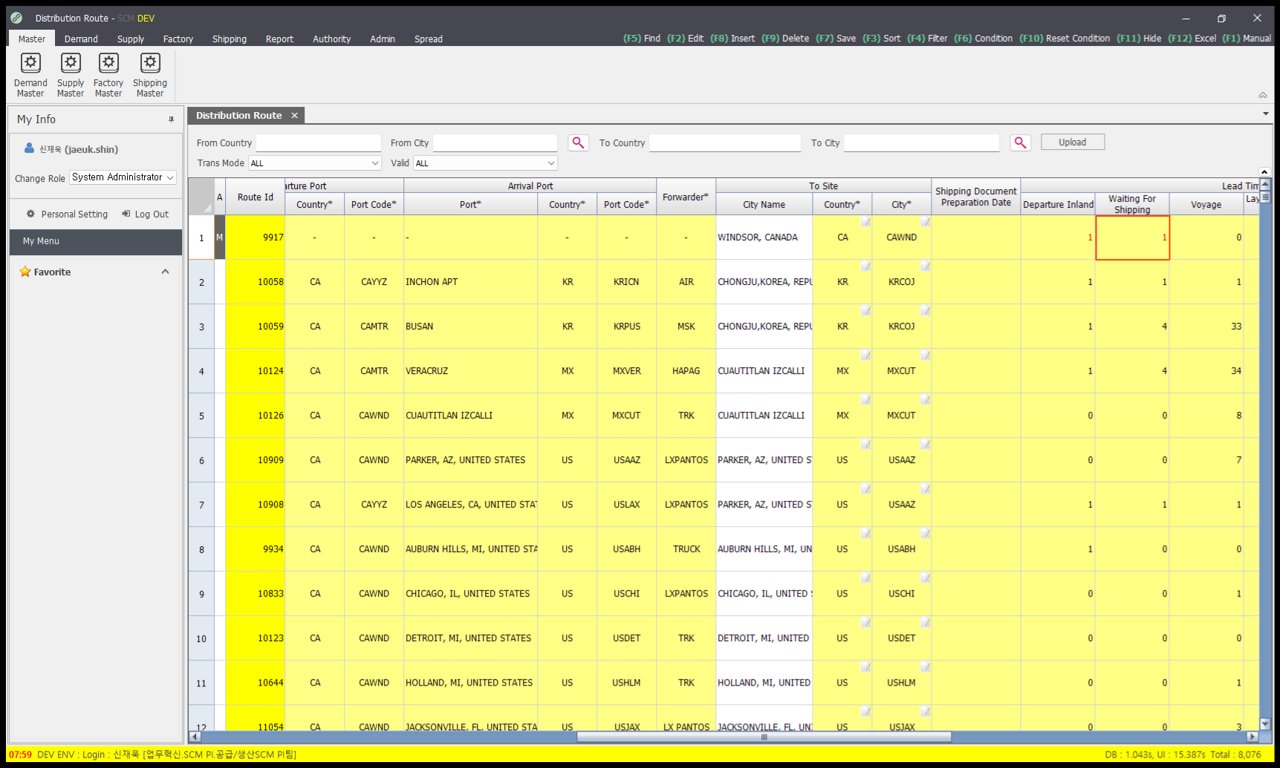 Distribution Route - SCM DEV
Master Demand Supply Factory Shipping Report Authority Admin Spread (F5) Find (F2) Edit (F8) Insert (F9) Delete (F7) Save (F3) Sort (F4) Filter (F6) Condition (F10) Reset Condition (F11) Hide (F12) Excel (F1) Manual
Demand Master Supply Master Factory Master Shipping Master
My Info
신재욱 (jaeuk.shin)
Change Role System Administrator
Personal Setting Log Out
My Menu
Favorite
Distribution Route ×
From Country From City To Country To City Upload
Trans Mode ALL Valid ALL
A Route Id arture Port Arrival Port Forwarder* To Site Shipping Document Preparation Date Lead Tim
Country* Port Code* Port* Country* Port Code* City Name Country* City* Departure Inland Waiting For Shipping Voyage Lay
1 M 9917 - - - - - - WINDSOR, CANADA CA CAWND 1 1 0
2 10058 CA CAYYZ INCHON APT KR KRICN AIR CHONGJU,KOREA, REPU KR KRCOJ 1 1 1
3 10059 CA CAMTR BUSAN KR KRPUS MSK CHONGJU,KOREA, REPU KR KRCOJ 1 4 33
4 10124 CA CAMTR VERACRUZ MX MXVER HAPAG CUAUTITLAN IZCALLI MX MXCUT 1 4 34
5 10126 CA CAWND CUAUTITLAN IZCALLI MX MXCUT TRK CUAUTITLAN IZCALLI MX MXCUT 0 0 8
6 10909 CA CAWND PARKER, AZ, UNITED STATES US USAAZ LXPANTOS PARKER, AZ, UNITED S US USAAZ 0 0 7
7 10908 CA CAYYZ LOS ANGELES, CA, UNITED STA US USLAX LXPANTOS PARKER, AZ, UNITED S US USAAZ 1 1 1
8 9934 CA CAWND AUBURN HILLS, MI, UNITED STA US USABH TRUCK AUBURN HILLS, MI, UN US USABH 1 0 0
9 10833 CA CAWND CHICAGO, IL, UNITED STATES US USCHI LXPANTOS CHICAGO, IL, UNITED S US USCHI 0 0 1
10 10123 CA CAWND DETROIT, MI, UNITED STATES US USDET TRK DETROIT, MI, UNITED US USDET 0 0 0
11 10644 CA CAWND HOLLAND, MI, UNITED STATES US USHLM TRK HOLLAND, MI, UNITED US USHLM 0 0 1
12 11054 CA CAWND JACKSONVILLE, FL, UNITED STA US USJAX LX PANTOS JACKSONVILLE, FL, UN US USJAX 0 0 3
07:59 DEV ENV : Login : 신재욱 [업무혁신.SCM PI.공급/생산SCM PI팀] DB : 1.043s, UI : 15.387s Total : 8,076